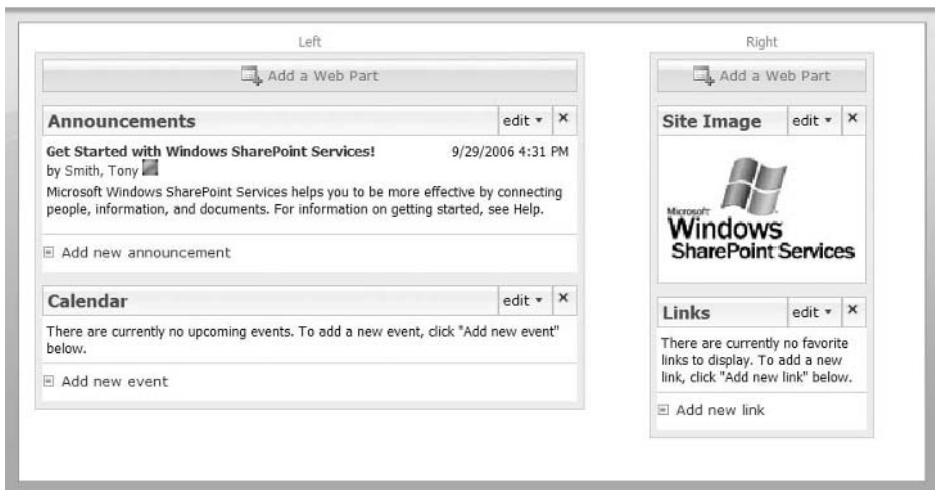 Left
Add a Web Part
Announcements edit
Get Started with Windows SharePoint Services! 9/29/2006 4:31 PM
by Smith, Tony
Microsoft Windows SharePoint Services helps you to be more effective by connecting
people, information, and documents. For information on getting started, see Help.
Add new announcement
Calendar edit
There are currently no upcoming events. To add a new event, click "Add new event"
below.
Add new event
Right
Add a Web Part
Site Image edit
Microsoft
Windows
SharePoint Services
Links edit
There are currently no favorite
links to display. To add a new
link, click "Add new link" below.
Add new link